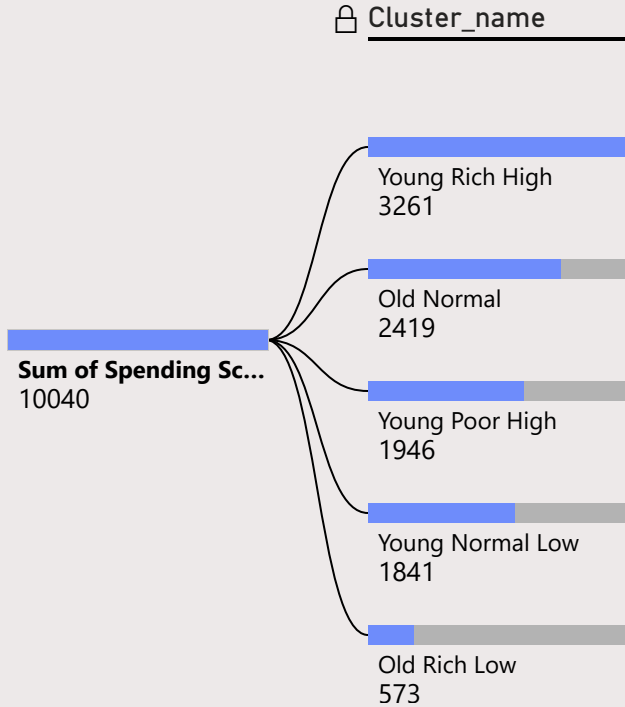 Cluster_name
Young Rich High
3261
Old Normal
2419
Sum of Spending Sc...
10040
Young Poor High
1946
Young Normal Low
1841
Old Rich Low
573